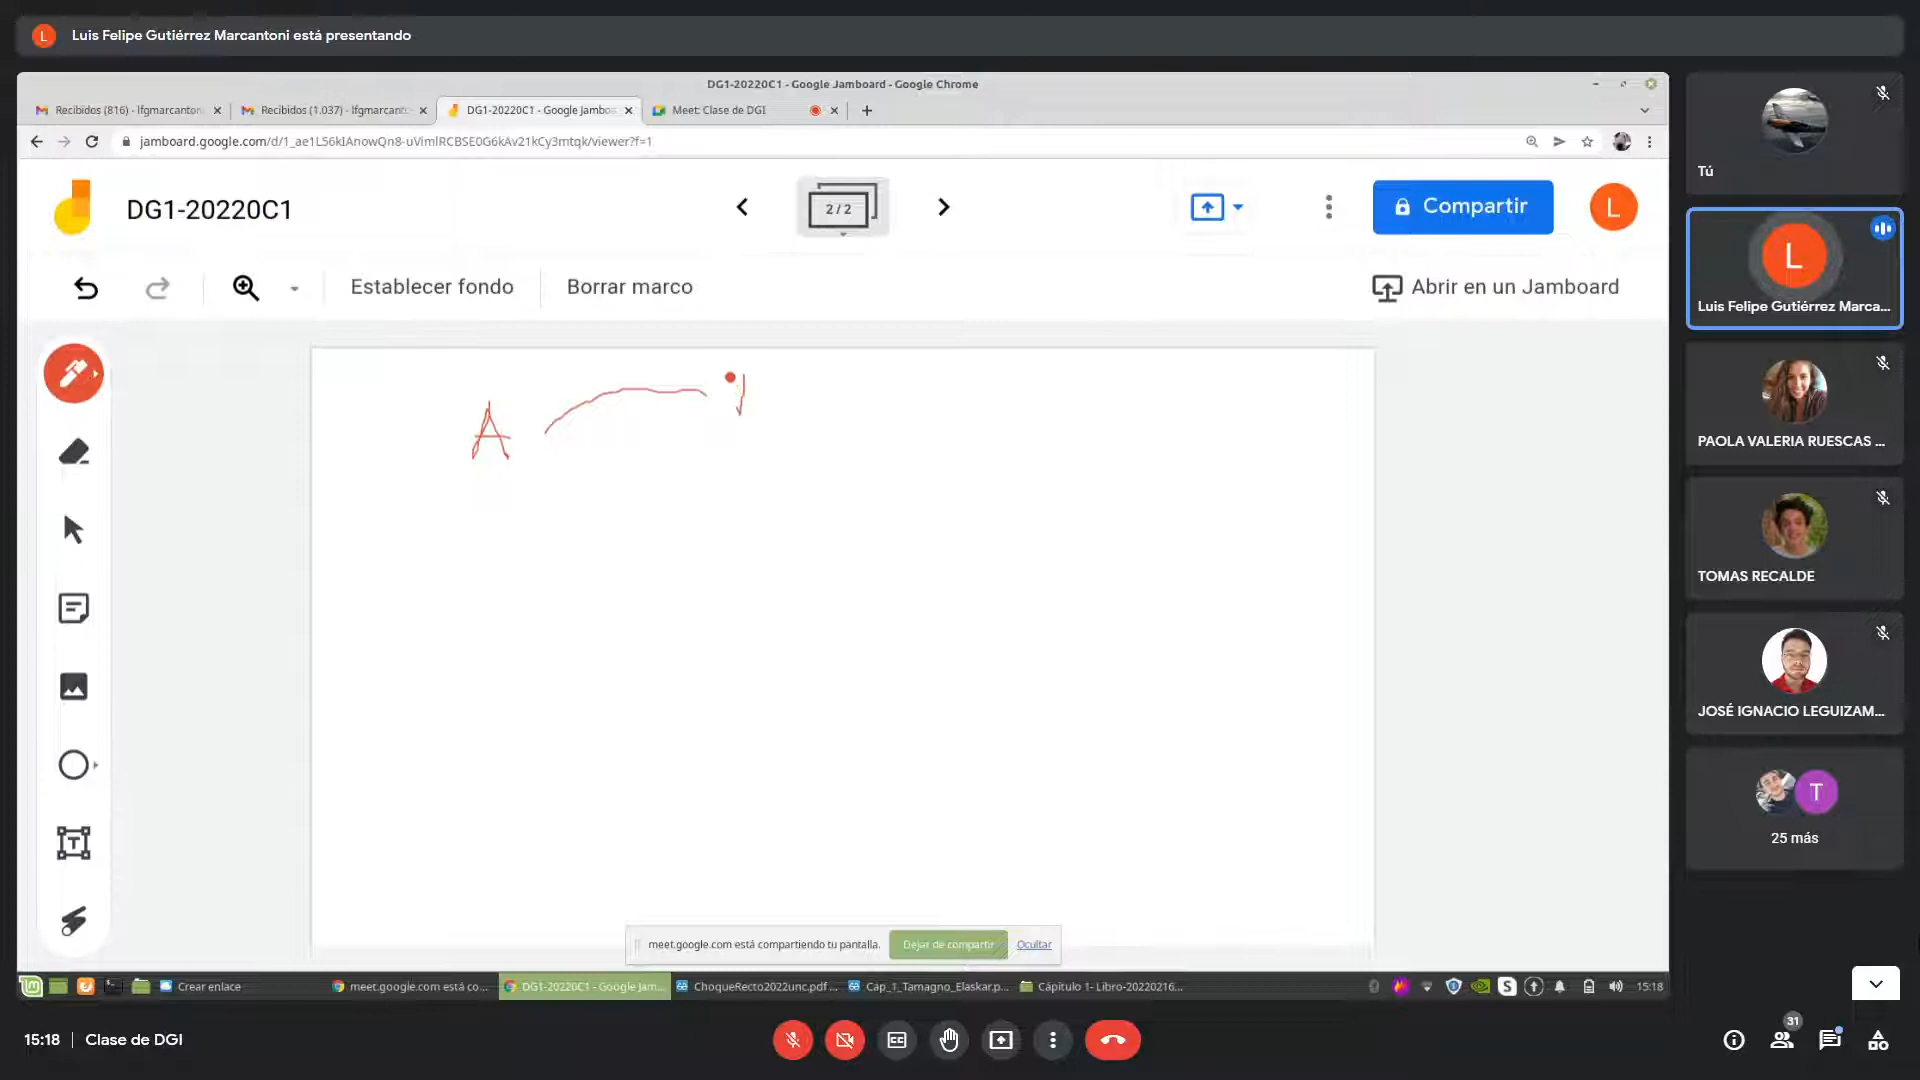 L Luis Felipe Gutiérrez Marcantoni está presentando
DG1-20220C1 - Google Jamboard - Google Chrome
Recibidos (816) - lfgmarcanton
Recibidos (1.037) - lfgmarcant
DG1-20220C1 - Google Jamboa
Meet: Clase de DGI
jamboard.google.com/d/1_ae1L56kIAnowQn8-uVimlRCBSE0G6kAv21kCy3mtqk/viewer?f=1
DG1-20220C1
2 / 2
Compartir
L
Establecer fondo
Borrar marco
Abrir en un Jamboard
A
meet.google.com está compartiendo tu pantalla.
Dejar de compartir
Ocultar
Crear enlace
meet.google.com está co...
DG1-20220C1 - Google Jam...
ChoqueRecto2022unc.pdf ...
Cap_1_Tamagno_Elaskar.p...
Cápitulo 1- Libro-20220216...
S
15:18
Tú
L
Luis Felipe Gutiérrez Marca...
PAOLA VALERIA RUESCAS ...
TOMAS RECALDE
JOSÉ IGNACIO LEGUIZAM...
T
25 más
15:18 | Clase de DGI
31